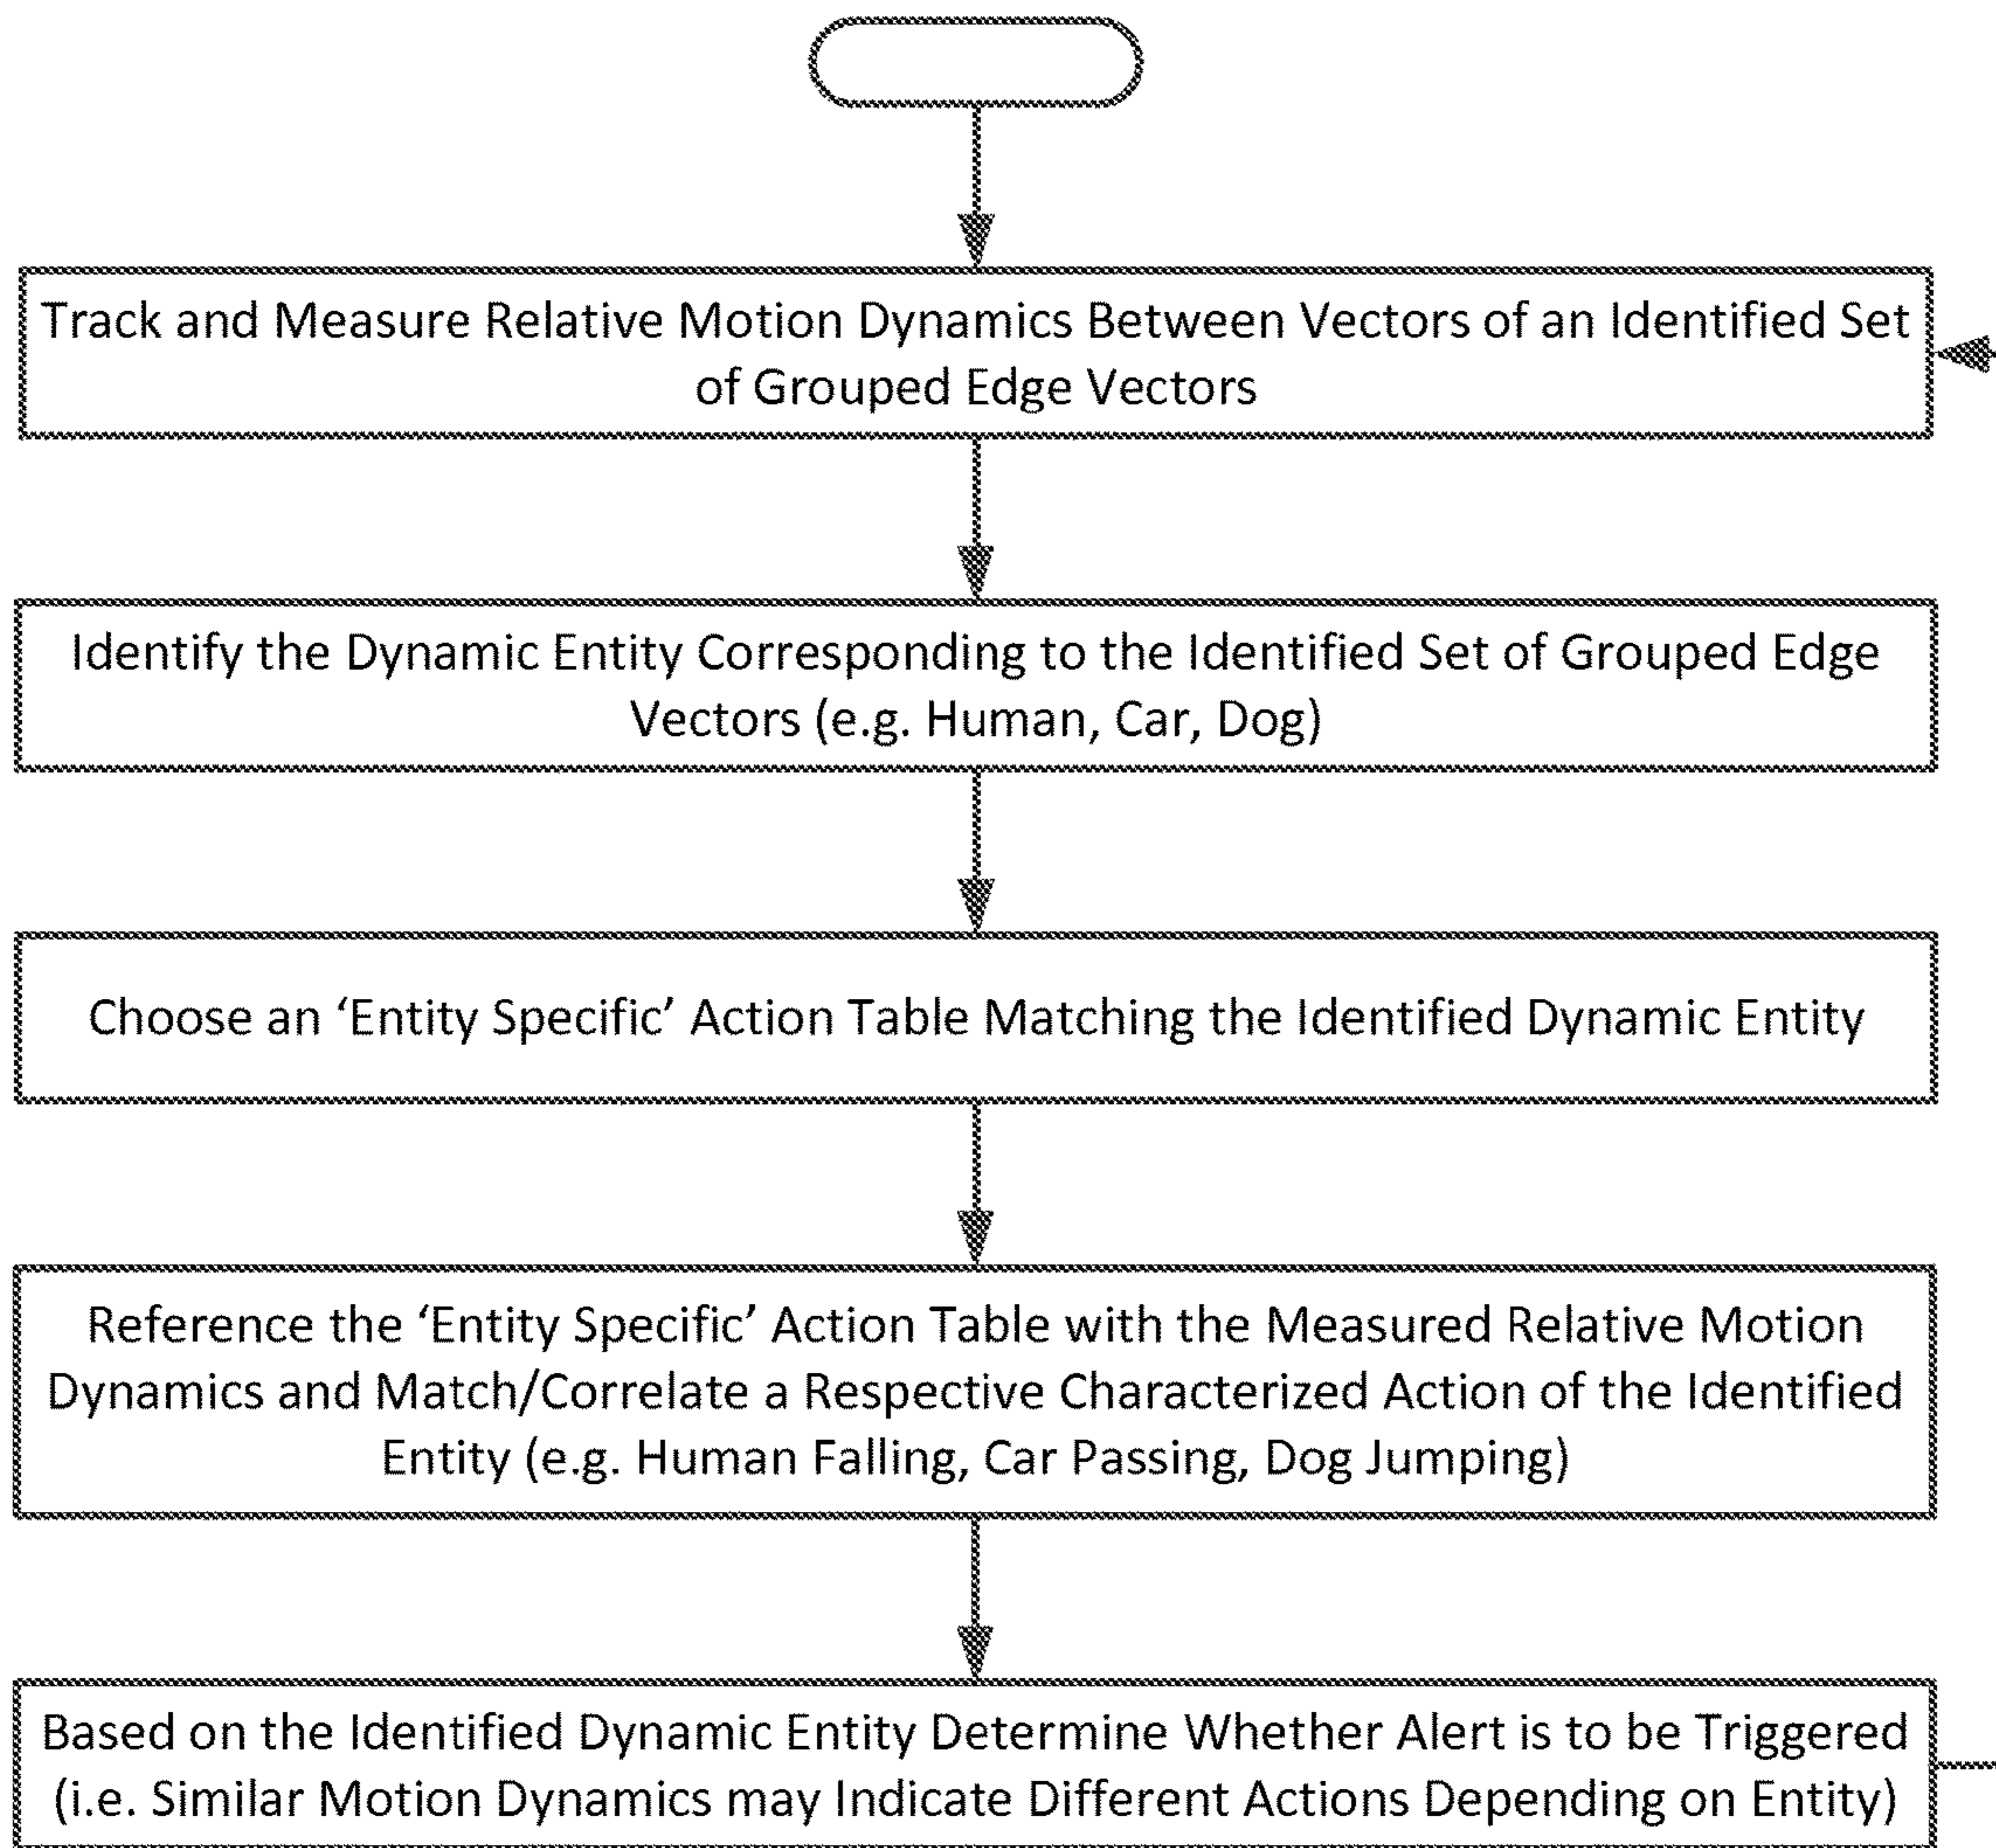 Track and Measure Relative Motion Dynamics Between Vectors of an Identified Set
of Grouped Edge Vectors
Identify the Dynamic Entity Corresponding to the Identified Set of Grouped Edge
Vectors (e.g. Human, Car, Dog)
Choose an ‘Entity Specific’ Action Table Matching the Identified Dynamic Entity
Reference the ‘Entity Specific’ Action Table with the Measured Relative Motion
Dynamics and Match/Correlate a Respective Characterized Action of the Identified
Entity (e.g. Human Falling, Car Passing, Dog Jumping)
Based on the Identified Dynamic Entity Determine Whether Alert is to be Triggered
(i.e. Similar Motion Dynamics may Indicate Different Actions Depending on Entity)